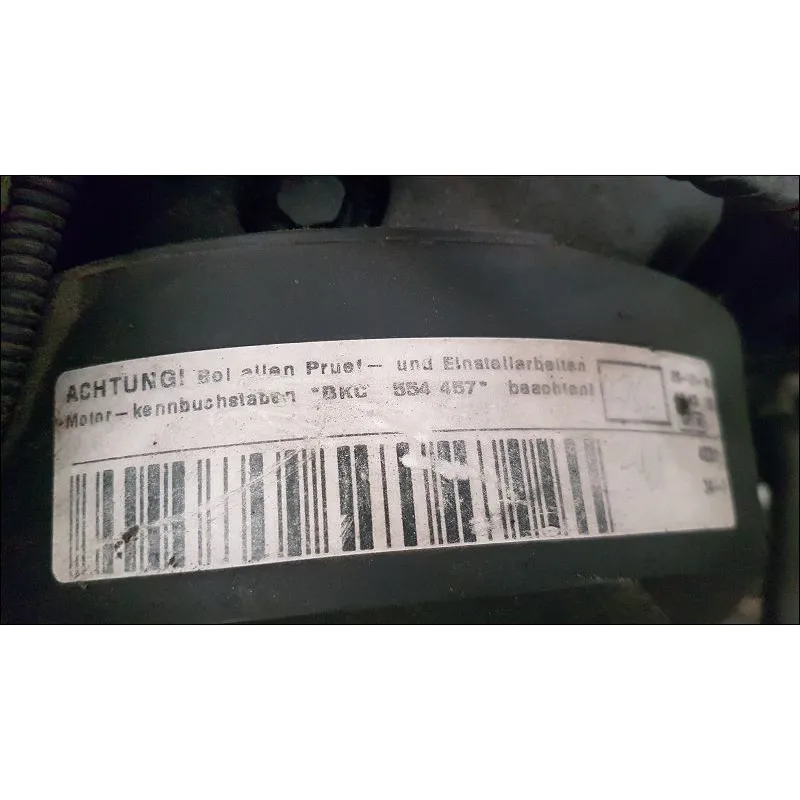 ACHTUNG! Bei allen Pruef- und Einstellarbeiten
Motor-kennbuchstaben "BKC 554 457" beachten!